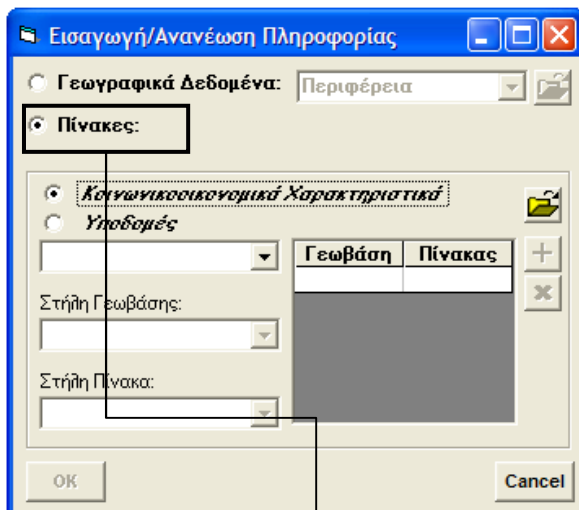 Εισαγωγή/Ανανέωση Πληροφορίας
Γεωγραφικά Δεδομένα: Περιφέρεια
Πίνακες:
Κοινωνικοοικονομικά Χαρακτηριστικά
Υποδομές
Γεωβάση Πίνακας
Στήλη Γεωβάσης:
Στήλη Πίνακα:
OK Cancel